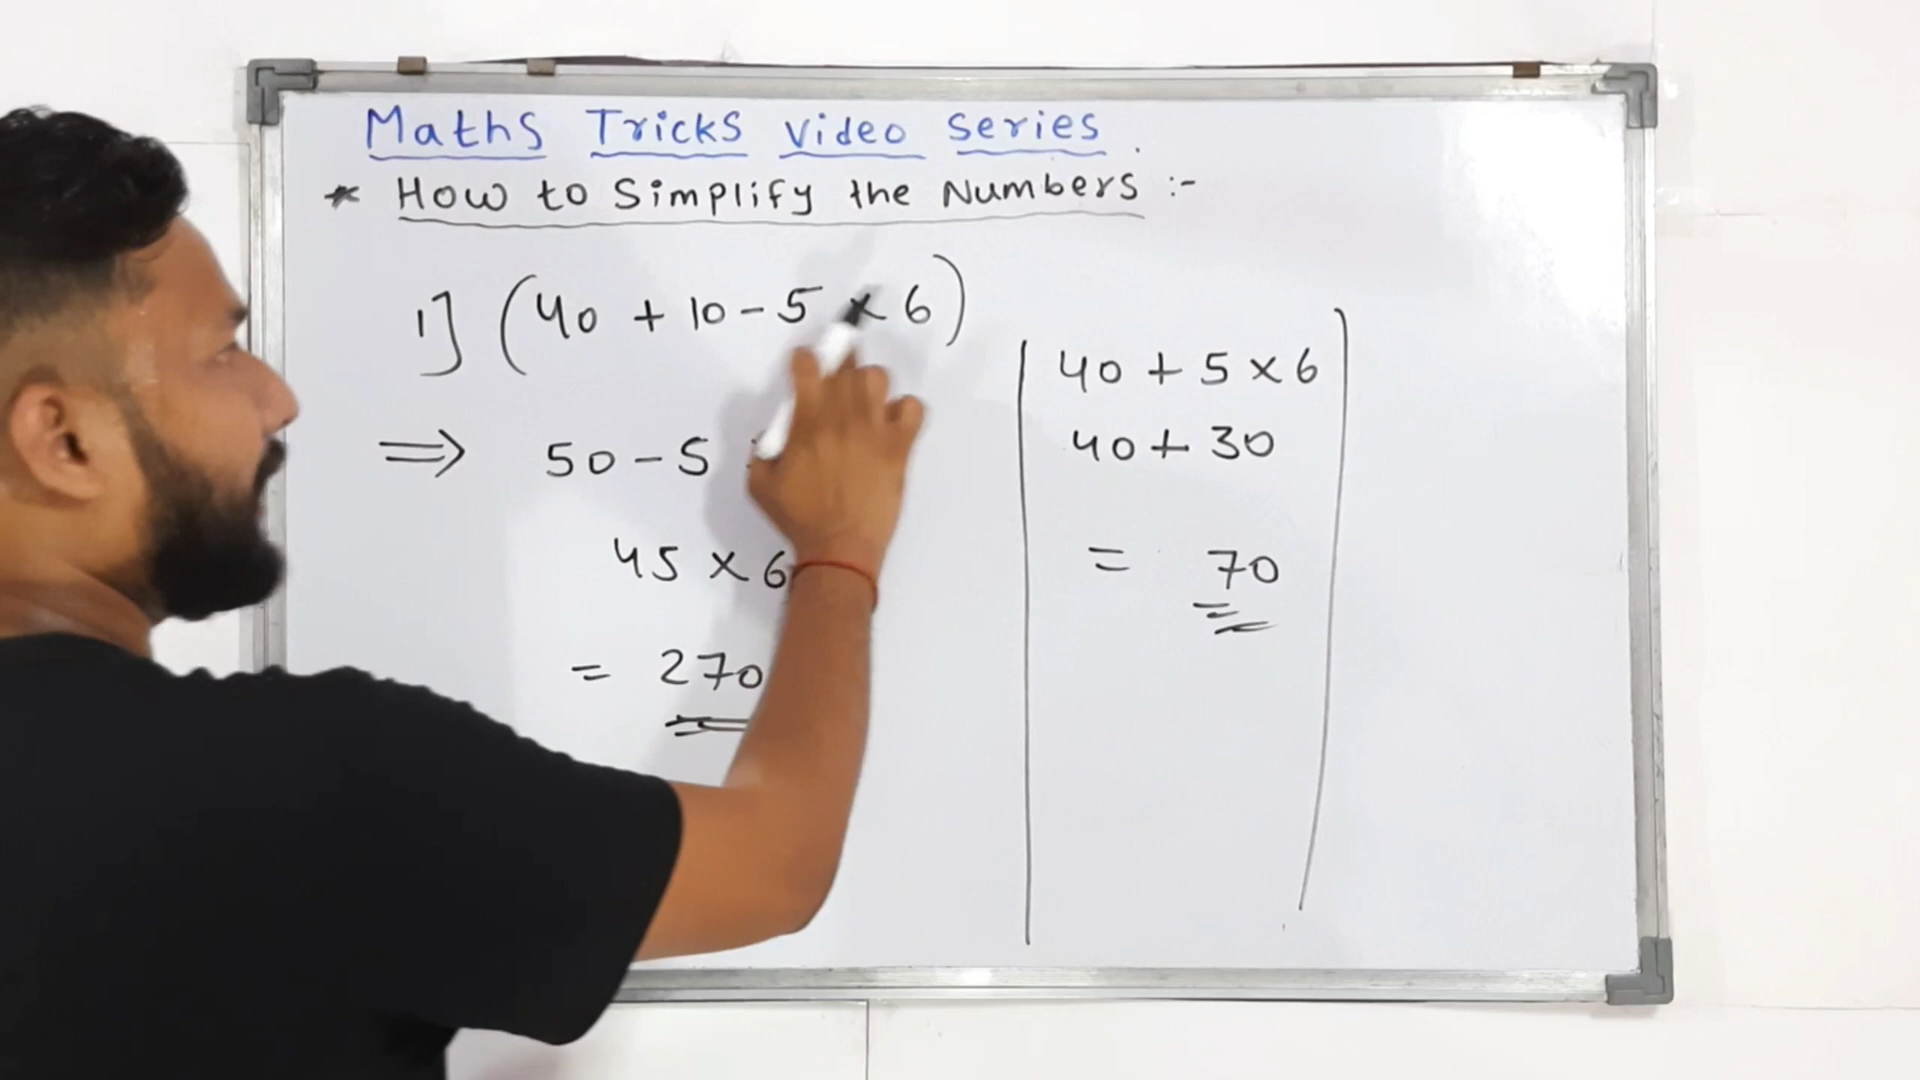 Maths Tricks Video Series.
* How to Simplify the Numbers :-
1] (40 + 10 - 5 × 6)
⇒ 50 - 5
45 × 6
= 270
40 + 5 × 6
40 + 30
= 70